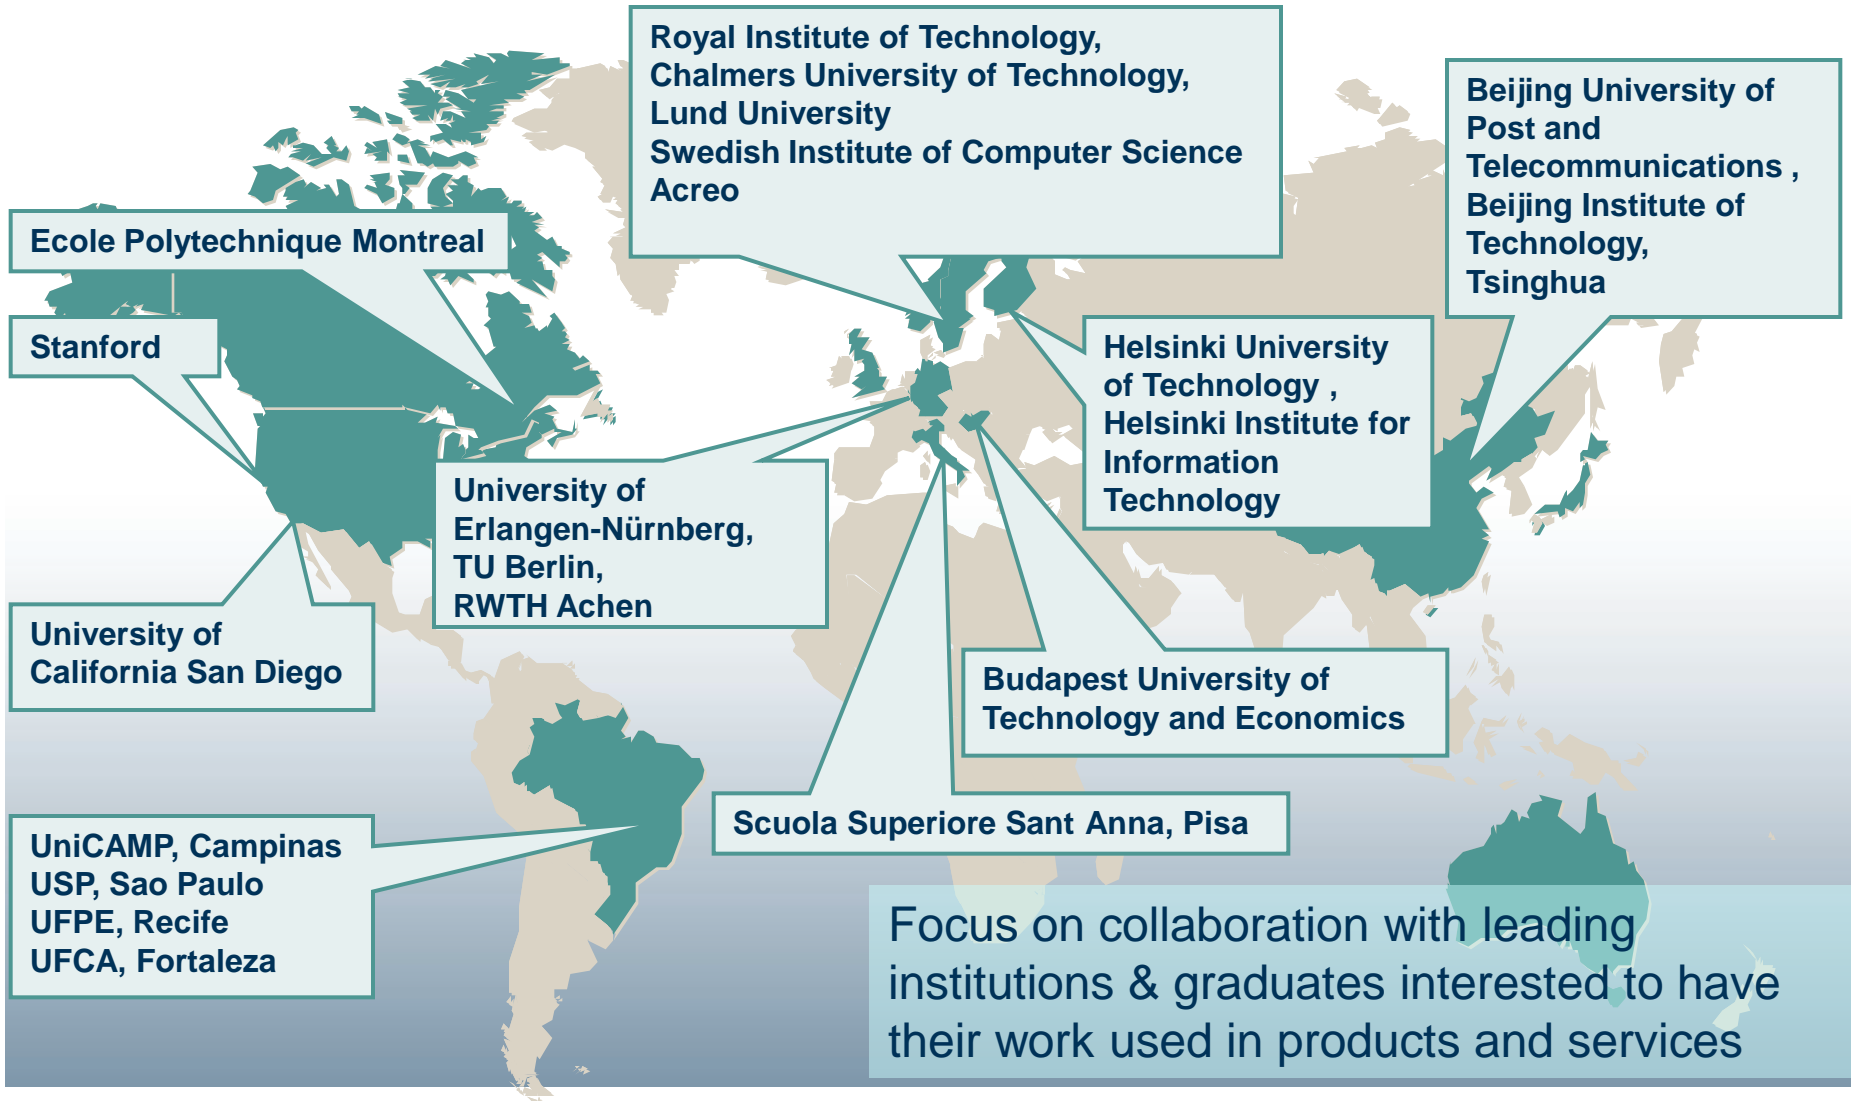 Royal Institute of Technology,
Chalmers University of Technology,
Lund University
Swedish Institute of Computer Science
Acreo
Beijing University of
Post and
Telecommunications ,
Beijing Institute of
Technology,
Tsinghua
Ecole Polytechnique Montreal
Stanford
Helsinki University
of Technology ,
Helsinki Institute for
Information
Technology
University of
Erlangen-Nürnberg,
TU Berlin,
RWTH Achen
University of
California San Diego
Budapest University of
Technology and Economics
Scuola Superiore Sant Anna, Pisa
UniCAMP, Campinas
USP, Sao Paulo
UFPE, Recife
UFCA, Fortaleza
Focus on collaboration with leading
institutions & graduates interested to have
their work used in products and services